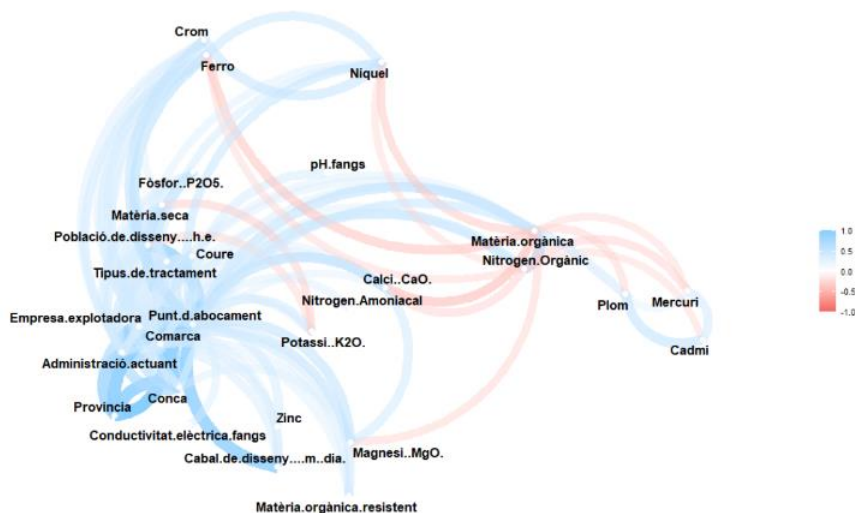 Crom
Ferro
Níquel
pH.fangs
Fòsfor..P2O5.
Matèria.seca
Població.de.disseny....h.e.
Coure
Tipus.de.tractament
Matèria.orgànica
Nitrogen.Orgànic
Calci..CaO.
Nitrogen.Amoniacal
Plom
Mercuri
Cadmi
Empresa.explotadora
Punt.d.abocament
Comarca
Potassi..K2O.
Administració.actuant
Província
Conca
Zinc
Conductivitat.elèctrica.fangs
Cabal.de.disseny....m..dia.
Magnesi..MgO.
Matèria.orgànica.resistent
1.0
0.5
0.0
-0.5
-1.0